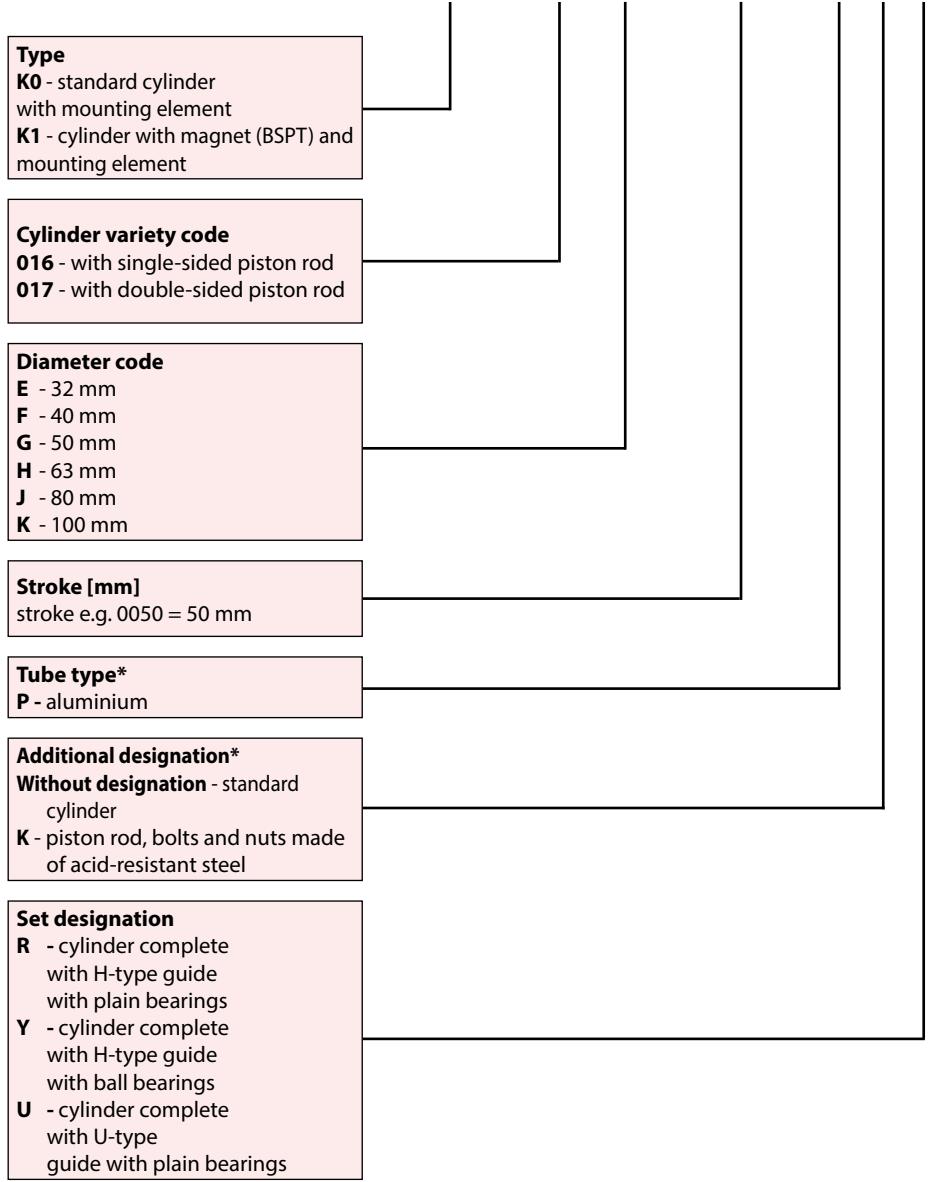 Type
K0 - standard cylinder
with mounting element
K1 - cylinder with magnet (BSPT) and
mounting element
Cylinder variety code
016 - with single-sided piston rod
017 - with double-sided piston rod
Diameter code
E - 32 mm
F - 40 mm
G - 50 mm
H - 63 mm
J - 80 mm
K - 100 mm
Stroke [mm]
stroke e.g. 0050 = 50 mm
Tube type*
P - aluminium
Additional designation*
Without designation - standard
cylinder
K - piston rod, bolts and nuts made
of acid-resistant steel
Set designation
R - cylinder complete
with H-type guide
with plain bearings
Y - cylinder complete
with H-type guide
with ball bearings
U - cylinder complete
with U-type
guide with plain bearings